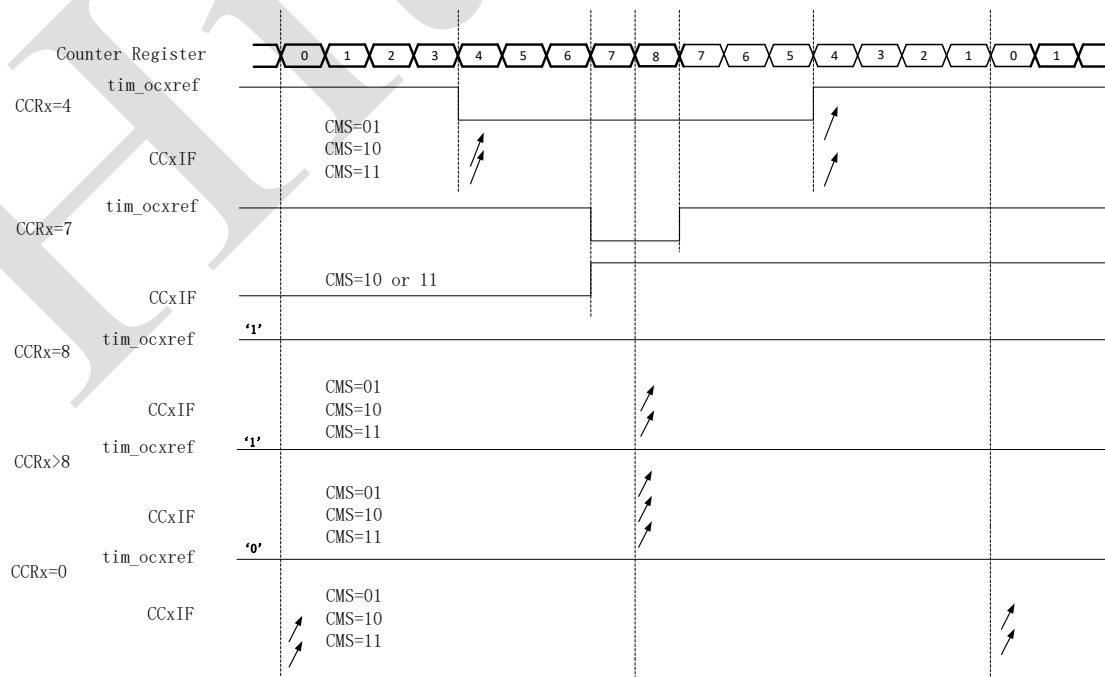 Counter Register 0 1 2 3 4 5 6 7 8 7 6 5 4 3 2 1 0 1
tim_ocxref
CCRx=4
CMS=01
CCxIF CMS=10
CMS=11
tim_ocxref
CCRx=7
CMS=10 or 11
CCxIF
tim_ocxref ‘1’
CCRx=8
CMS=01
CCxIF CMS=10
CMS=11
tim_ocxref ‘1’
CCRx>8
CMS=01
CCxIF CMS=10
CMS=11
tim_ocxref ‘0’
CCRx=0
CMS=01
CCxIF CMS=10
CMS=11